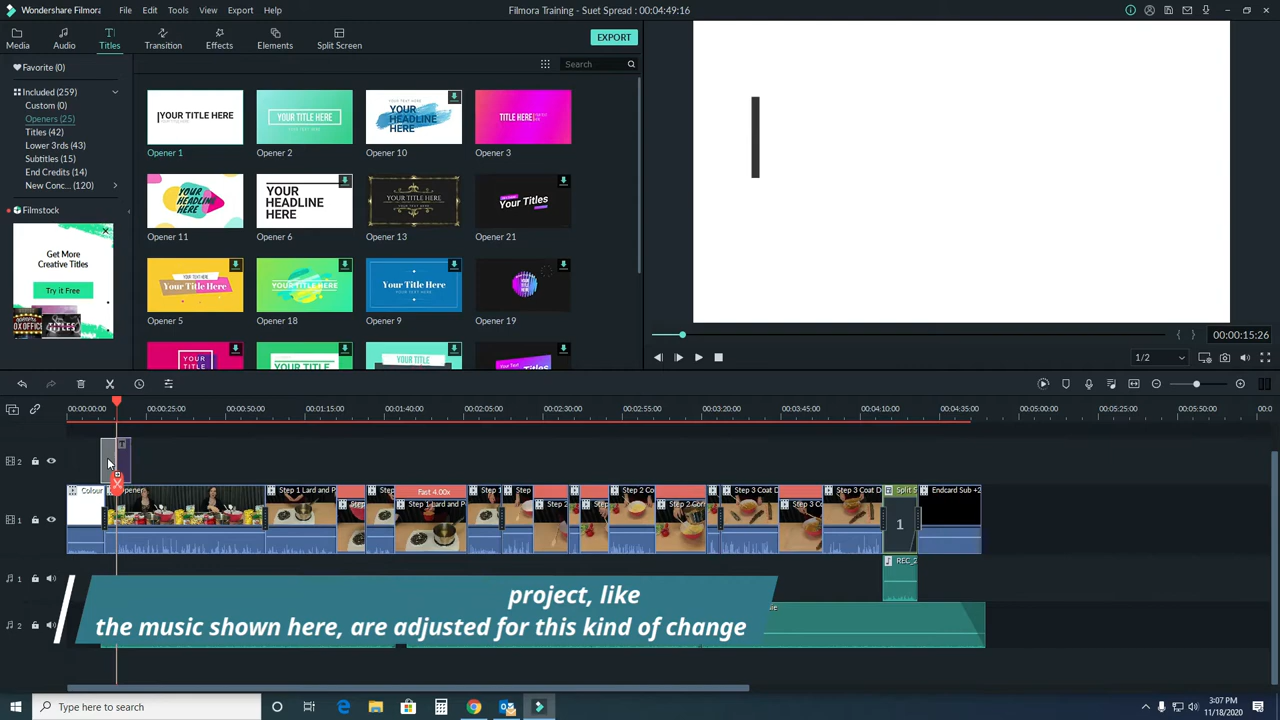 Wondershare Filmora
File Edit Tools View Export Help
Filmora Training - Suet Spread : 00:04:49:16
Media Audio Titles Transition Effects Elements Split Screen
EXPORT
Favorite (0)
Search
Included (259)
Custom (0)
Openers (25)
Titles (42)
Lower 3rds (43)
Subtitles (15)
End Credits (14)
New Conc... (120)
Filmstock
Get More
Creative Titles
Try it Free
YOUR TITLE HERE
YOUR TITLE HERE
YOUR
HEADLINE
HERE
TITLE HERE
Opener 1 Opener 2 Opener 10 Opener 3
YOUR
HEADLINE
HERE
YOUR
HEADLINE
HERE
YOUR TITLE HERE
Your Titles
Opener 11 Opener 6 Opener 13 Opener 21
Your Title Here
YOUR TITLE HERE
Your Title Here
Opener 5 Opener 18 Opener 9 Opener 19
YOUR
YOUR TITLE
YOUR TITLE
00:00:15:26
1/2
00:00:00:00 00:00:25:00 00:00:50:00 00:01:15:00 00:01:40:00 00:02:05:00 00:02:30:00 00:02:55:00 00:03:20:00 00:03:45:00 00:04:10:00 00:04:35:00 00:05:00:00 00:05:25:00 00:05:50:00
2
T
1
Colour Opener Step 1 Lard and P Fast 4.00x Step 1 Lard and P Step 1 Step 2 Co Step 2 Corn Step 3 Coat D Step 3 Co Step 3 Coat D Split S Endcard Sub +2
1
1
REC_2
2
project, like
the music shown here, are adjusted for this kind of change
Type here to search
3:07 PM
11/18/2020